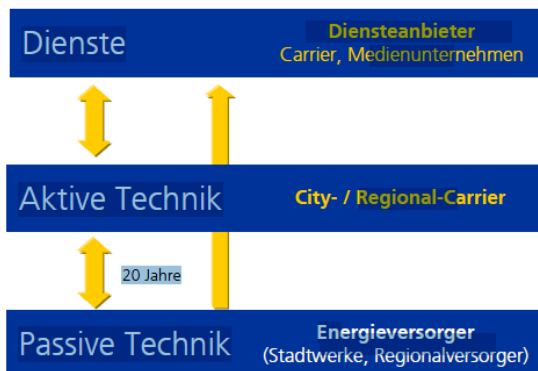 Dienste
Diensteanbieter
Carrier, Medienunternehmen
Aktive Technik
City- / Regional-Carrier
20 Jahre
Passive Technik
Energieversorger
(Stadtwerke, Regionalversorger)